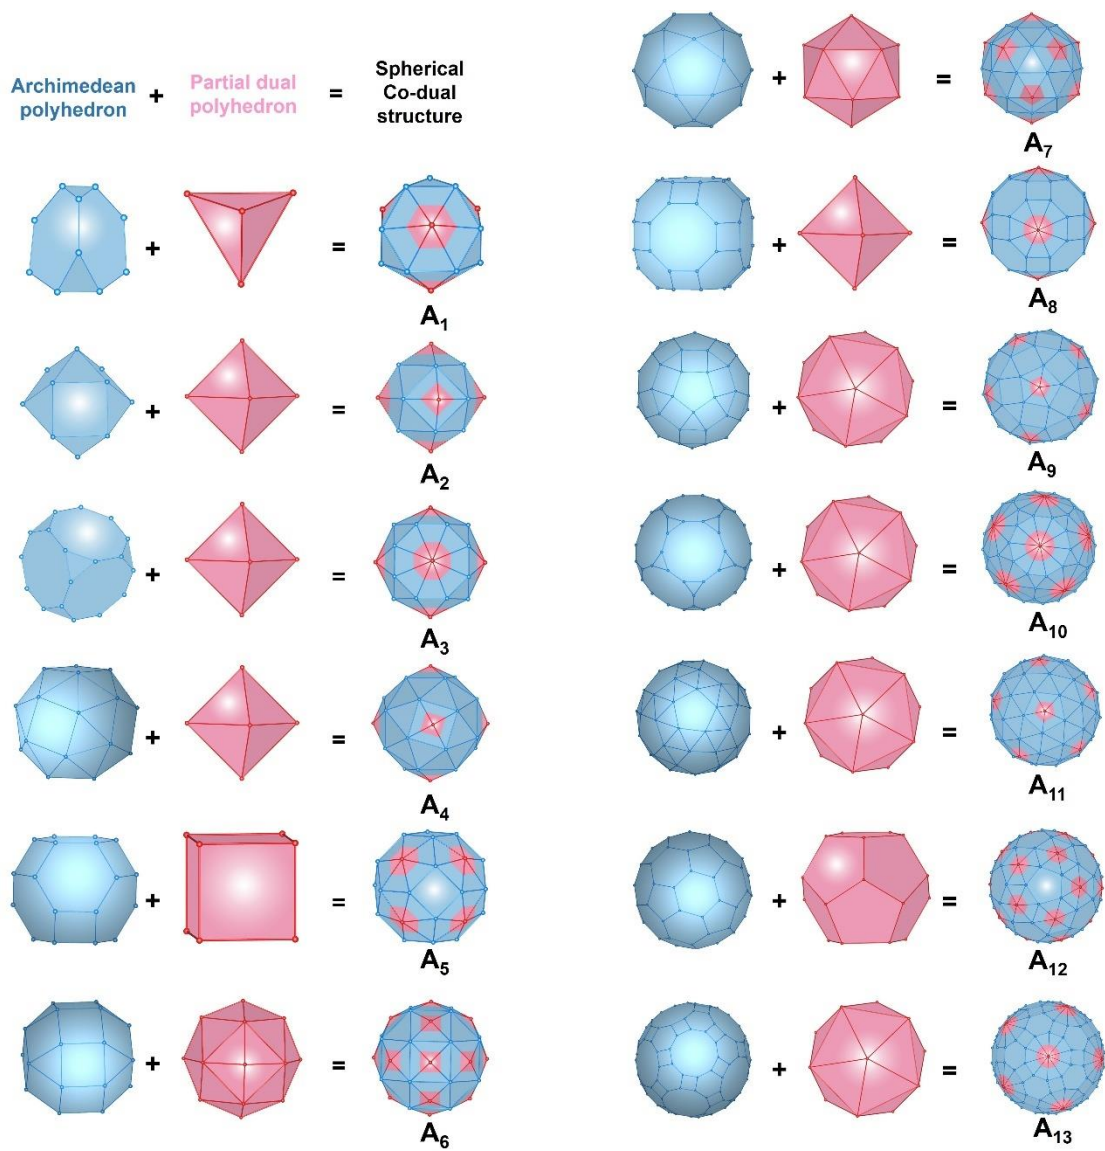 Archimedean
polyhedron
+
Partial dual
polyhedron
=
Spherical
Co-dual
structure
+ =
A1
+ =
A2
+ =
A3
+ =
A4
+ =
A5
+ =
A6
+ =
A7
+ =
A8
+ =
A9
+ =
A10
+ =
A11
+ =
A12
+ =
A13